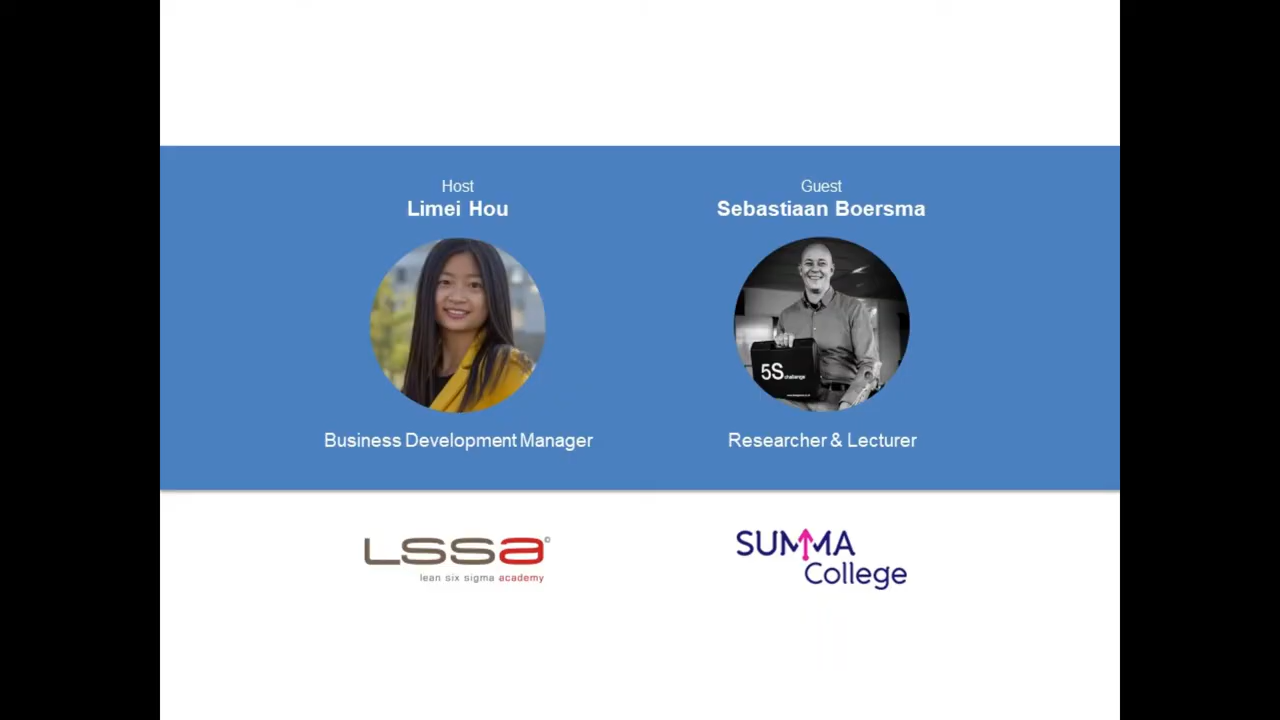 Host
Limei Hou
Business Development Manager
LSSA©
lean six sigma academy
Guest
Sebastiaan Boersma
5S challenge
Researcher & Lecturer
SUMMA
College